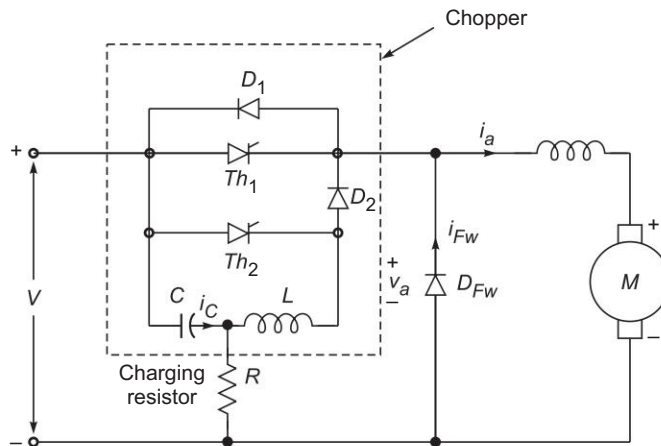 Chopper
D1
+
Th1
ia
D2
iFw
+
Th2
+
va
–
V
DFw
M
C
iC
L
–
Charging
resistor
R
–